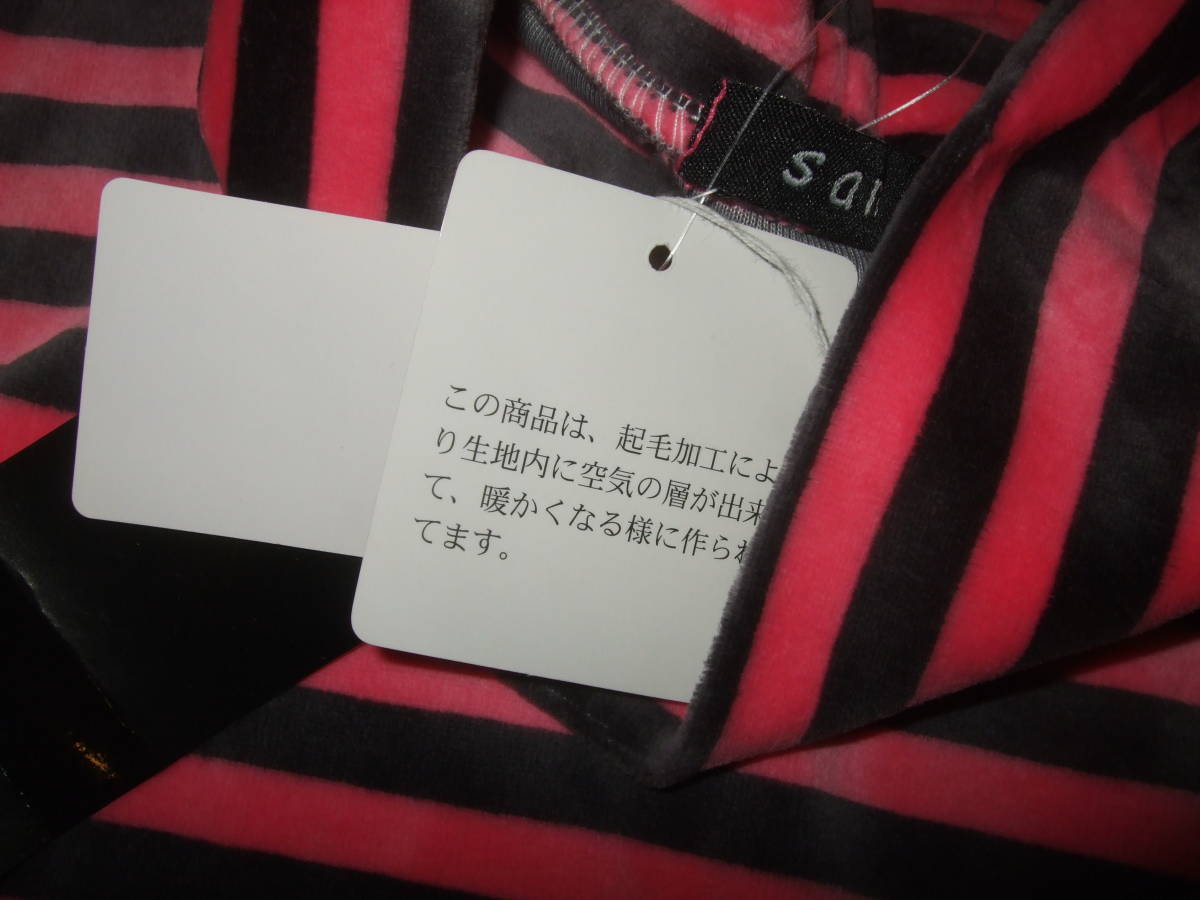 sai
この商品は、起毛加工によ
り生地内に空気の層が出来
て、暖かくなる様に作られ
てます。